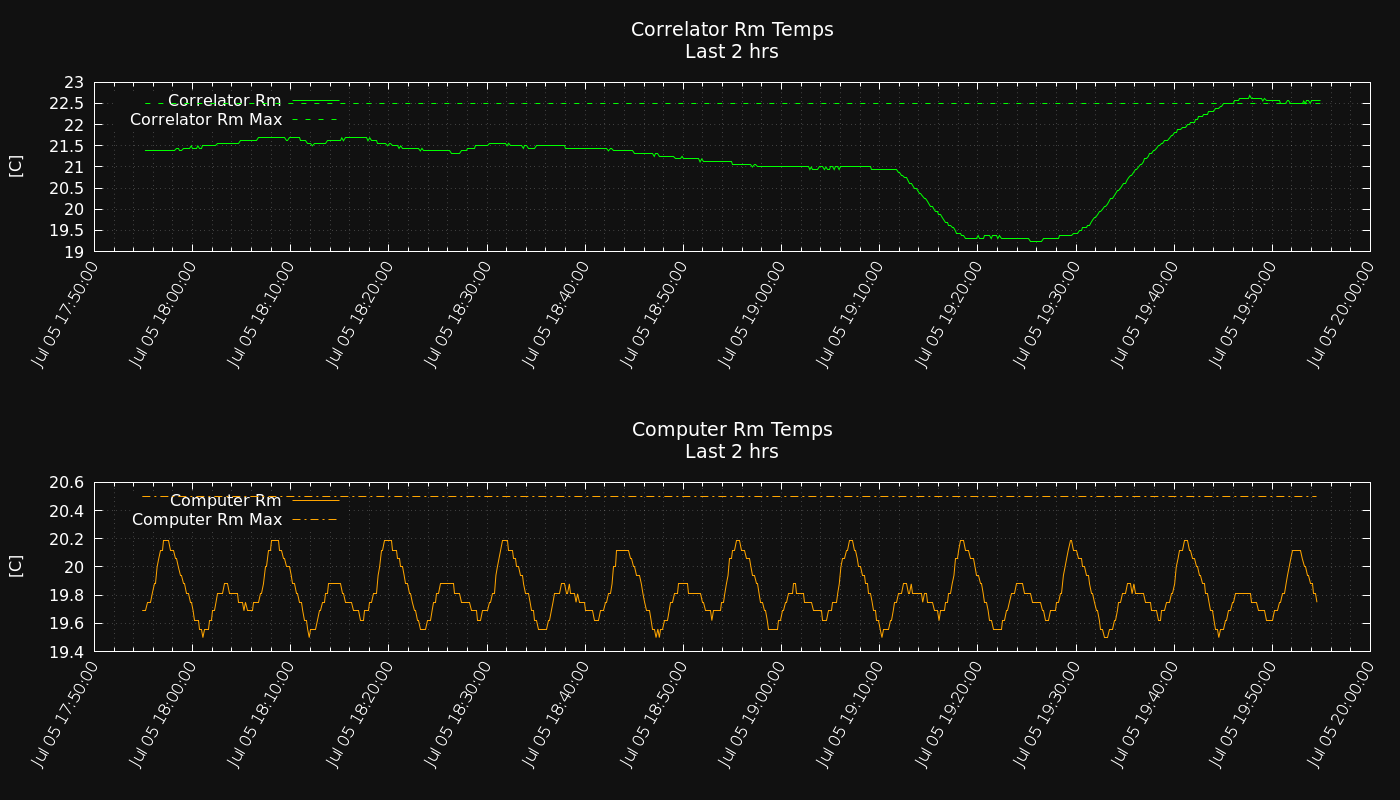 Correlator Rm Temps
Last 2 hrs
23
22.5
22
21.5
21
20.5
20
19.5
19
[C]
Correlator Rm
Correlator Rm Max
Jul 05 17:50:00
Jul 05 18:00:00
Jul 05 18:10:00
Jul 05 18:20:00
Jul 05 18:30:00
Jul 05 18:40:00
Jul 05 18:50:00
Jul 05 19:00:00
Jul 05 19:10:00
Jul 05 19:20:00
Jul 05 19:30:00
Jul 05 19:40:00
Jul 05 19:50:00
Jul 05 20:00:00
Computer Rm Temps
Last 2 hrs
20.6
20.4
20.2
20
19.8
19.6
19.4
[C]
Computer Rm
Computer Rm Max
Jul 05 17:50:00
Jul 05 18:00:00
Jul 05 18:10:00
Jul 05 18:20:00
Jul 05 18:30:00
Jul 05 18:40:00
Jul 05 18:50:00
Jul 05 19:00:00
Jul 05 19:10:00
Jul 05 19:20:00
Jul 05 19:30:00
Jul 05 19:40:00
Jul 05 19:50:00
Jul 05 20:00:00